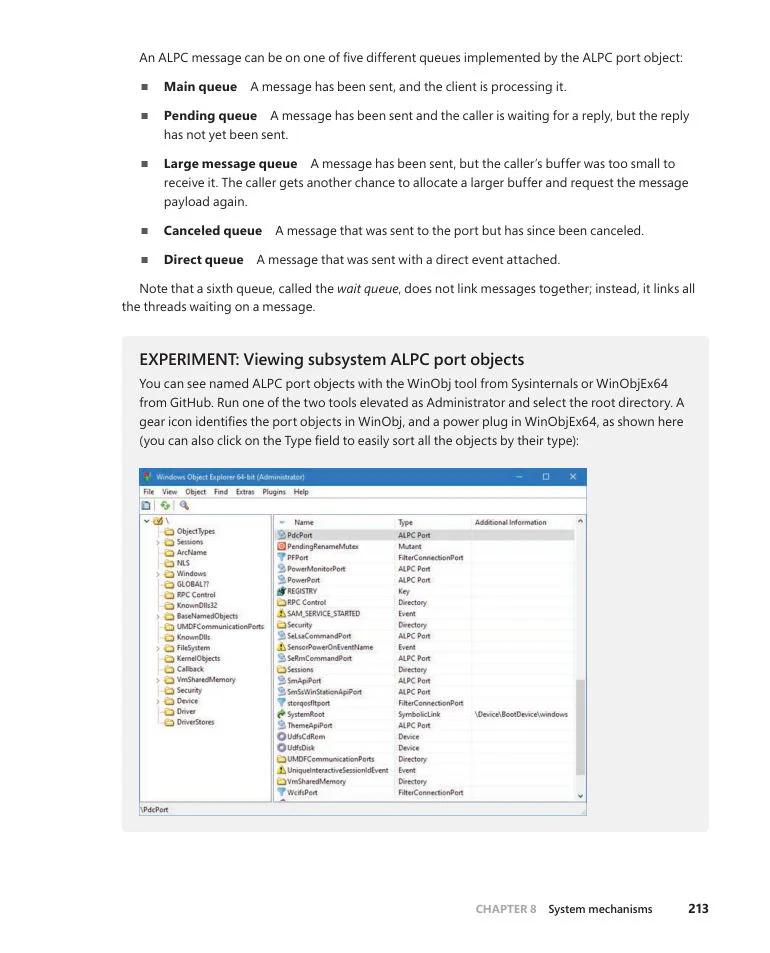 An ALPC message can be on one of five different queues implemented by the ALPC port object:
■ Main queue A message has been sent, and the client is processing it.
■ Pending queue A message has been sent and the caller is waiting for a reply, but the reply
has not yet been sent.
■ Large message queue A message has been sent, but the caller’s buffer was too small to
receive it. The caller gets another chance to allocate a larger buffer and request the message
payload again.
■ Canceled queue A message that was sent to the port but has since been canceled.
■ Direct queue A message that was sent with a direct event attached.
Note that a sixth queue, called the wait queue, does not link messages together; instead, it links all
the threads waiting on a message.
EXPERIMENT: Viewing subsystem ALPC port objects
You can see named ALPC port objects with the WinObj tool from Sysinternals or WinObjEx64
from GitHub. Run one of the two tools elevated as Administrator and select the root directory. A
gear icon identifies the port objects in WinObj, and a power plug in WinObjEx64, as shown here
(you can also click on the Type field to easily sort all the objects by their type):
Windows Object Explorer 64-bit (Administrator)
File View Object Find Extras Plugins Help
\
ObjectTypes
Sessions
ArcName
NLS
Windows
GLOBAL??
RPC Control
KnownDlls32
BaseNamedObjects
UMDFCommunicationPorts
KnownDlls
FileSystem
KernelObjects
Callback
VmSharedMemory
Security
Device
Driver
DriverStores
Name Type Additional Information
PdcPort ALPC Port
PendingRenameMutex Mutant
PFPort FilterConnectionPort
PowerMonitorPort ALPC Port
PowerPort ALPC Port
REGISTRY Key
RPC Control Directory
SAM_SERVICE_STARTED Event
Security Directory
SeLsaCommandPort ALPC Port
SensorPowerOnEventName Event
SeRmCommandPort ALPC Port
Sessions Directory
SmApiPort ALPC Port
SmSsWinStationApiPort ALPC Port
storqosfltport FilterConnectionPort
SystemRoot SymbolicLink \Device\BootDevice\windows
ThemeApiPort ALPC Port
UdfsCdRom Device
UdfsDisk Device
UMDFCommunicationPorts Directory
UniqueInteractiveSessionIdEvent Event
VmSharedMemory Directory
WcifsPort FilterConnectionPort
\PdcPort
CHAPTER 8 System mechanisms 213